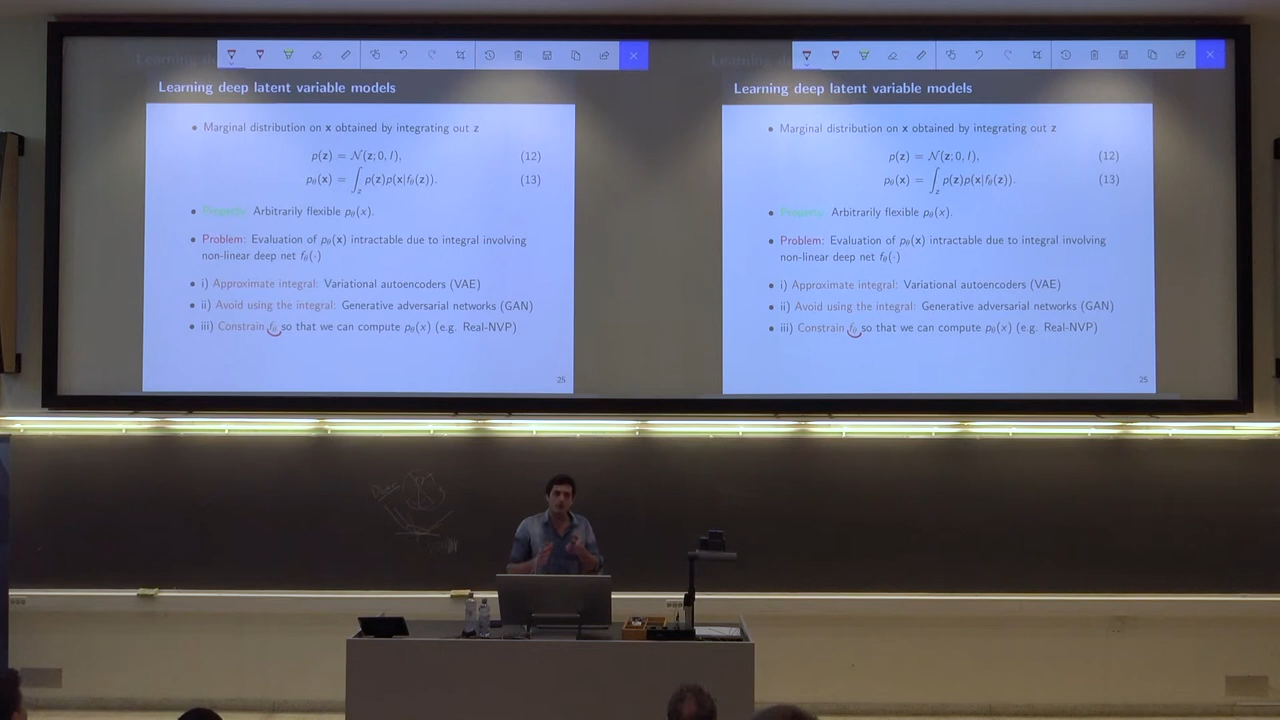 Learning deep latent variable models
• Marginal distribution on x obtained by integrating out z
p(z) = N(z; 0, I), (12)
pθ(x) = ∫z p(z)p(x|fθ(z)). (13)
• Property: Arbitrarily flexible pθ(x).
• Problem: Evaluation of pθ(x) intractable due to integral involving
non-linear deep net fθ(·)
• i) Approximate integral: Variational autoencoders (VAE)
• ii) Avoid using the integral: Generative adversarial networks (GAN)
• iii) Constrain fθ so that we can compute pθ(x) (e.g. Real-NVP)
25
Learning deep latent variable models
• Marginal distribution on x obtained by integrating out z
p(z) = N(z; 0, I), (12)
pθ(x) = ∫z p(z)p(x|fθ(z)). (13)
• Property: Arbitrarily flexible pθ(x).
• Problem: Evaluation of pθ(x) intractable due to integral involving
non-linear deep net fθ(·)
• i) Approximate integral: Variational autoencoders (VAE)
• ii) Avoid using the integral: Generative adversarial networks (GAN)
• iii) Constrain fθ so that we can compute pθ(x) (e.g. Real-NVP)
25